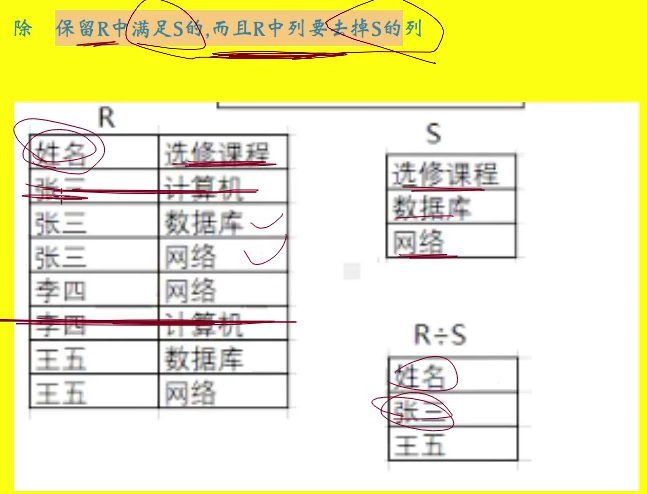 除 保留R中满足S的,而且R中列要去掉S的列
R
姓名 选修课程
张三 计算机
张三 数据库
张三 网络
李四 网络
李四 计算机
王五 数据库
王五 网络
S
选修课程
数据库
网络
R÷S
姓名
张三
王五